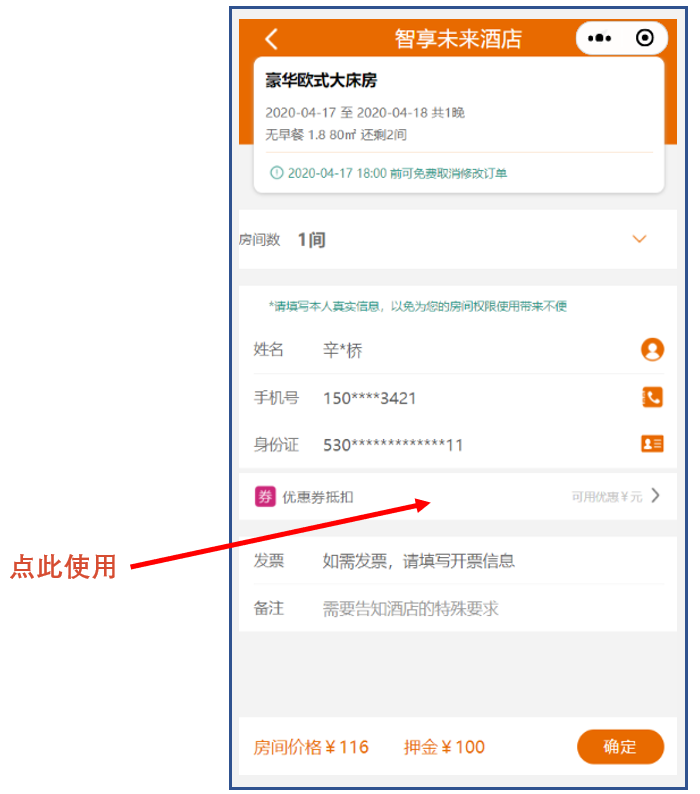 智享未来酒店
豪华欧式大床房
2020-04-17 至 2020-04-18 共1晚
无早餐 1.8 80㎡ 还剩2间
2020-04-17 18:00 前可免费取消修改订单
房间数 1间
*请填写本人真实信息，以免为您的房间权限使用带来不便
姓名 辛*桥
手机号 150****3421
身份证 530*************11
券 优惠券抵扣 可用优惠￥元
点此使用
发票 如需发票，请填写开票信息
备注 需要告知酒店的特殊要求
房间价格￥116 押金￥100 确定